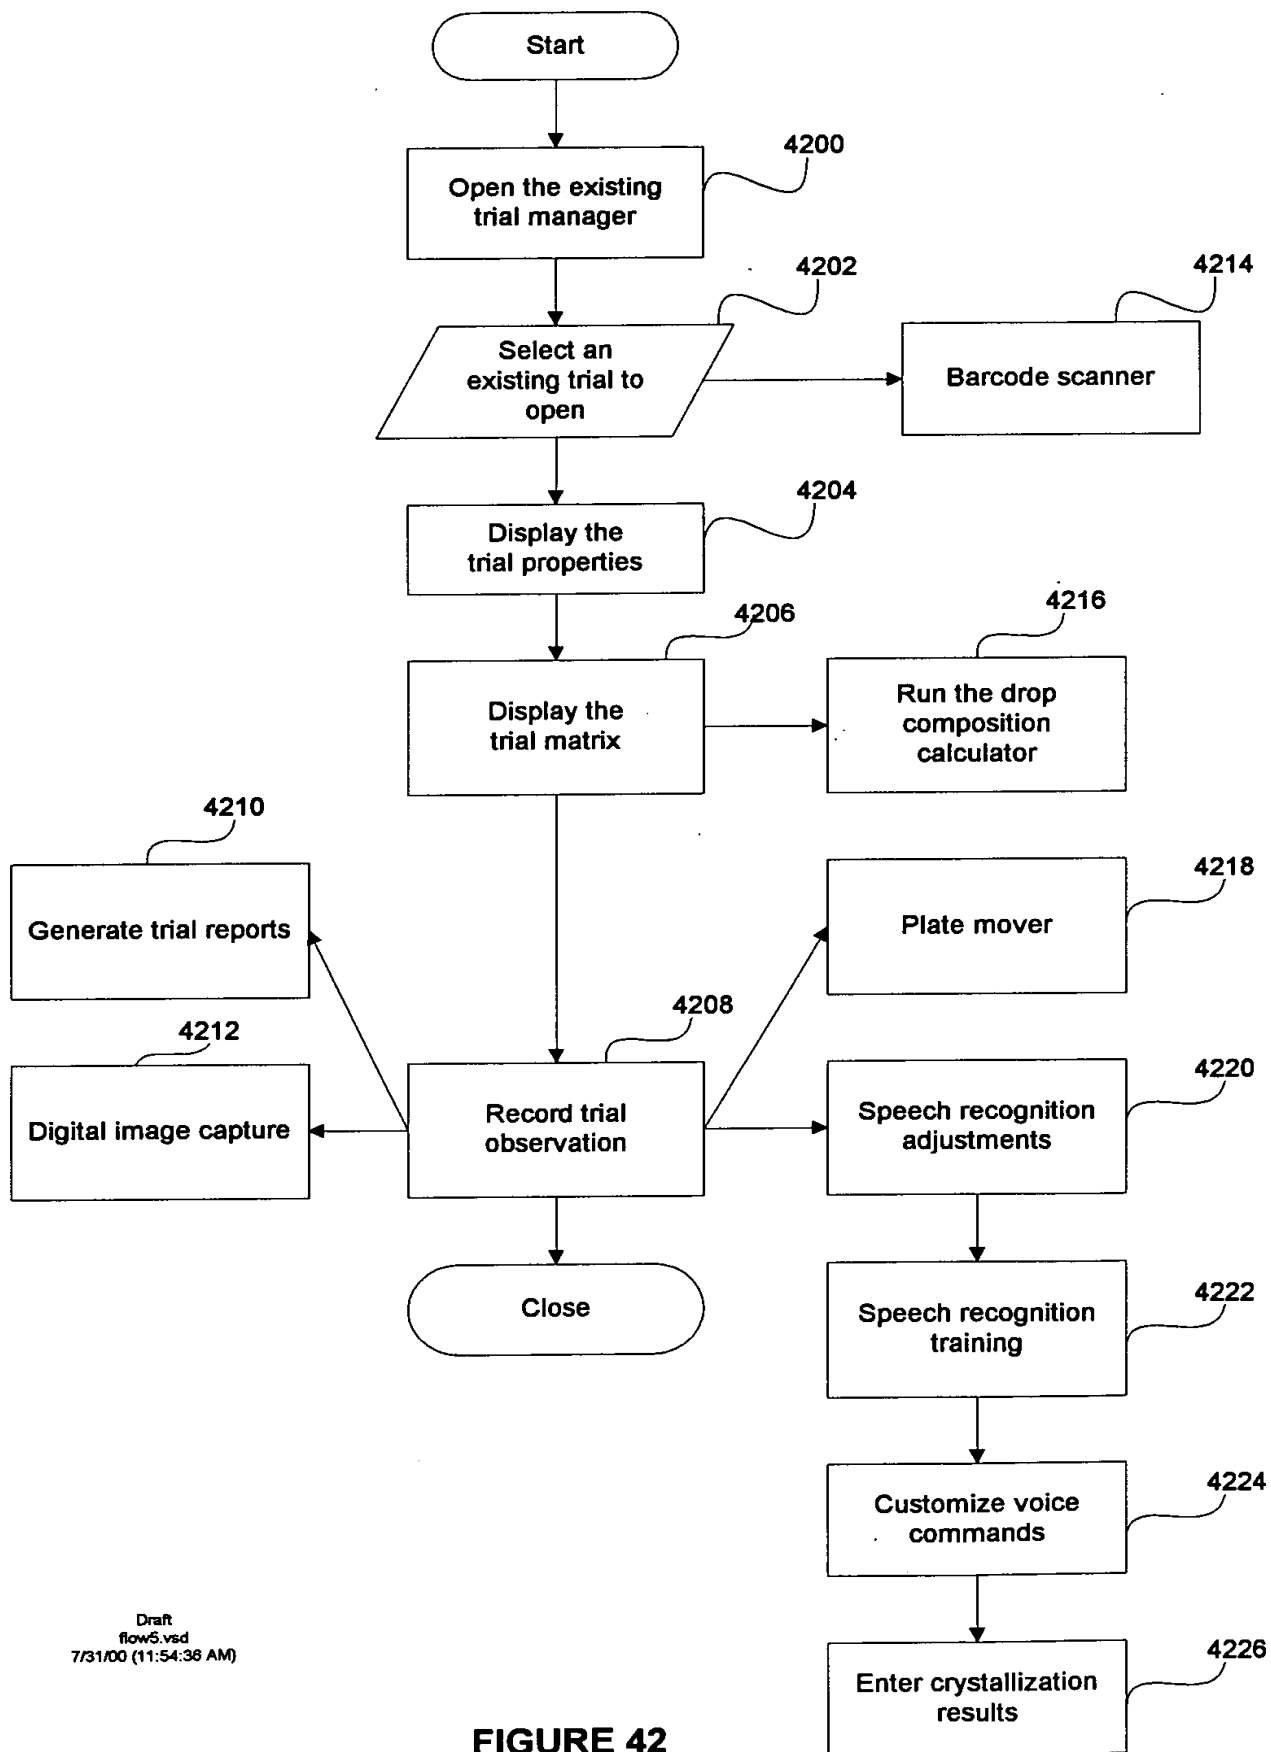 Start
4200
Open the existing
trial manager
4202
4214
Select an
existing trial to
open
Barcode scanner
4204
Display the
trial properties
4206
4216
Display the
trial matrix
Run the drop
composition
calculator
4210
4218
Generate trial reports
Plate mover
4212
4208
4220
Digital image capture
Record trial
observation
Speech recognition
adjustments
Close
4222
Speech recognition
training
4224
Customize voice
commands
Draft
flow5.vsd
7/31/00 (11:54:36 AM)
4226
Enter crystallization
results
FIGURE 42